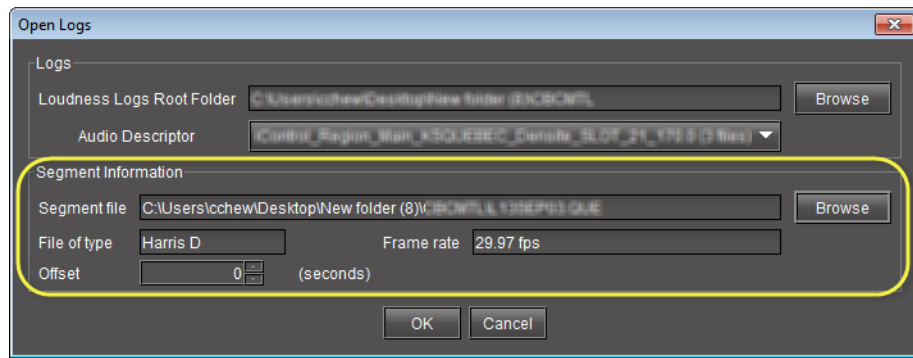 Open Logs
Logs
Loudness Logs Root Folder
Browse
Audio Descriptor
Segment Information
Segment file C:\Users\cchew\Desktop\New folder (8)\
Browse
File of type Harris D Frame rate 29.97 fps
Offset 0 (seconds)
OK Cancel